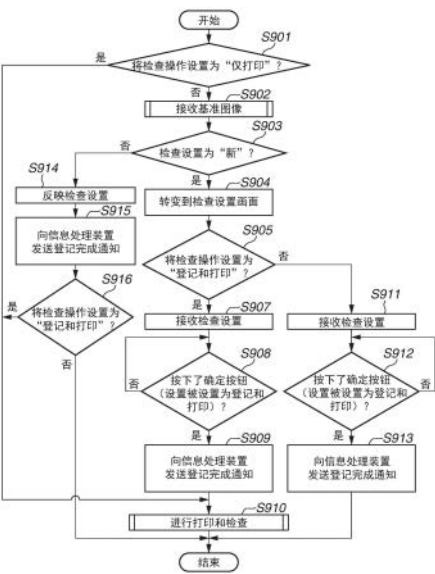 开始
S901
将检查操作设置为“仅打印”？
是
否
S902
接收基准图像
S903
检查设置为“新”？
否
是
S914
反映检查设置
S904
转变到检查设置画面
S915
向信息处理装置
发送登记完成通知
S905
将检查操作设置为
“登记和打印”？
否
是
S916
将检查操作设置为
“登记和打印”？
是
否
S907
接收检查设置
S911
接收检查设置
S908
按下了确定按钮
（设置被设置为登记和
打印）？
否
是
S912
按下了确定按钮
（设置被设置为登记和
打印）？
否
是
S909
向信息处理装置
发送登记完成通知
S913
向信息处理装置
发送登记完成通知
S910
进行打印和检查
结束